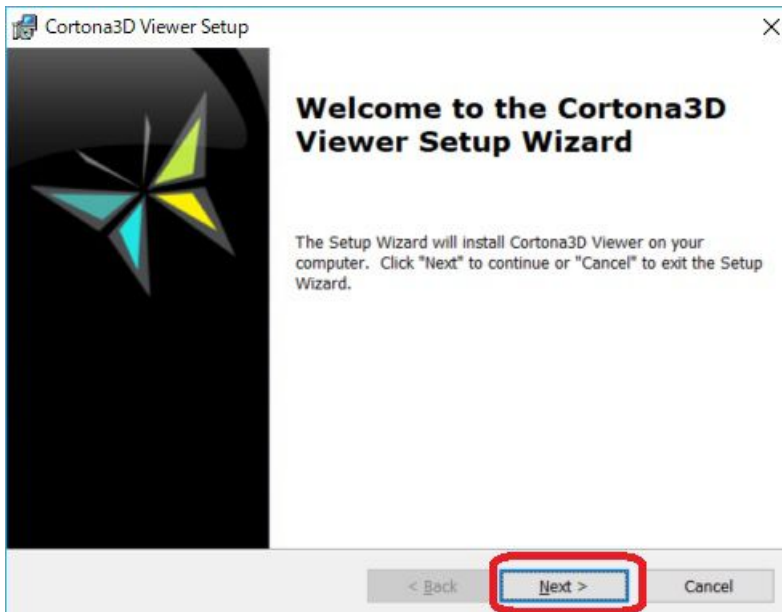 Cortona3D Viewer Setup
Welcome to the Cortona3D
Viewer Setup Wizard
The Setup Wizard will install Cortona3D Viewer on your
computer. Click "Next" to continue or "Cancel" to exit the Setup
Wizard.
< Back Next > Cancel